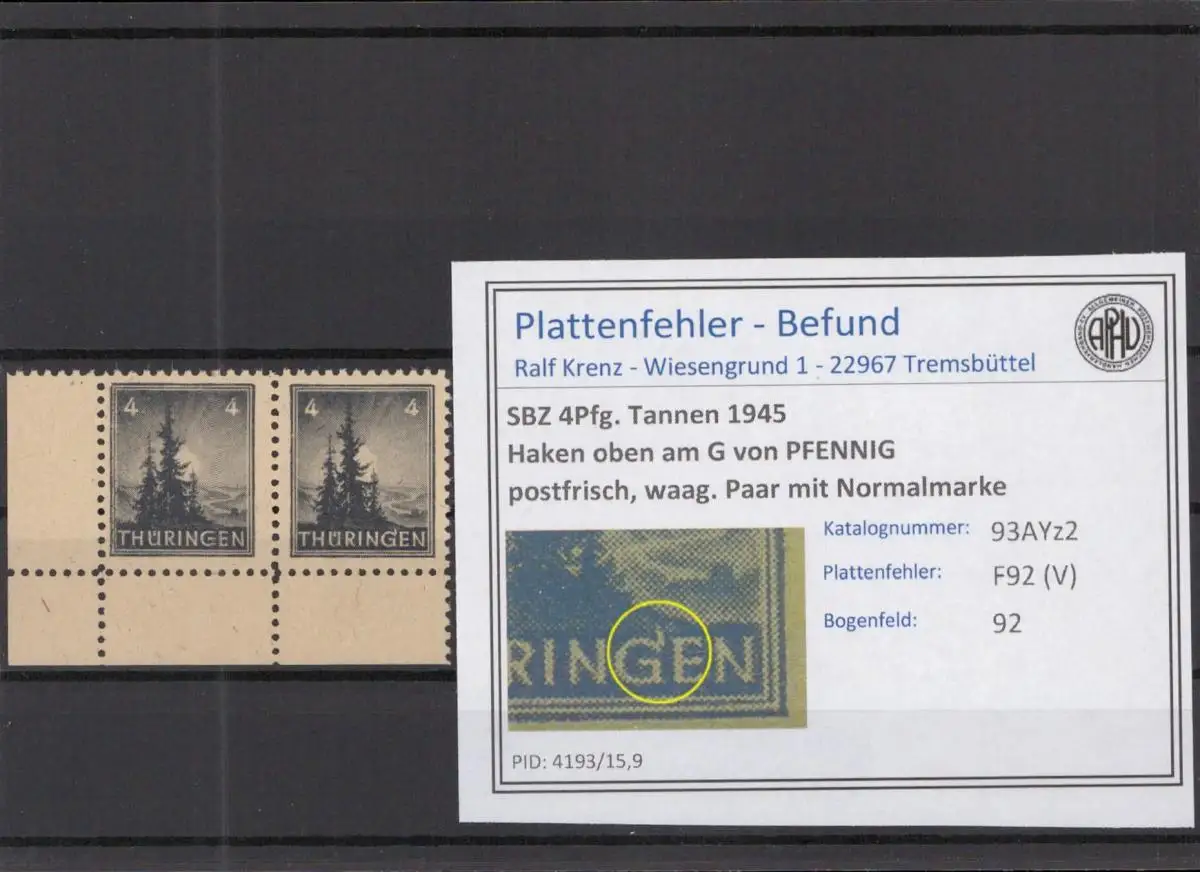 4 4
THÜRINGEN
4 4
THÜRINGEN
Plattenfehler - Befund
Ralf Krenz - Wiesengrund 1 - 22967 Tremsbüttel
APHV
SBZ 4Pfg. Tannen 1945
Haken oben am G von PFENNIG
postfrisch, waag. Paar mit Normalmarke
RINGEN
Katalognummer: 93AYz2
Plattenfehler: F92 (V)
Bogenfeld: 92
PID: 4193/15,9